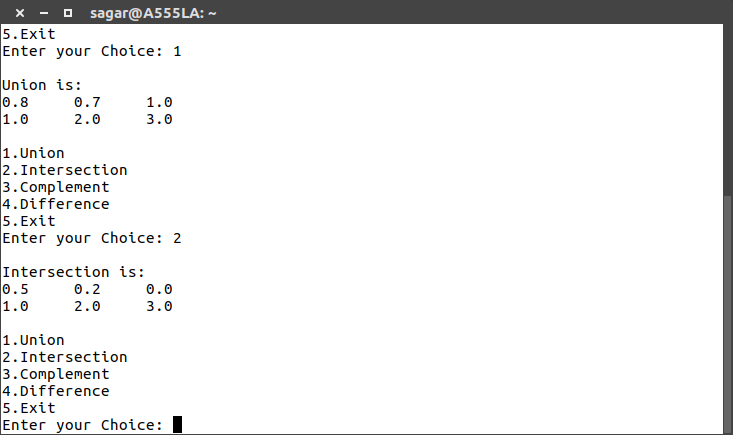 sagar@A555LA: ~
5.Exit
Enter your Choice: 1
Union is:
0.8 0.7 1.0
1.0 2.0 3.0
1.Union
2.Intersection
3.Complement
4.Difference
5.Exit
Enter your Choice: 2
Intersection is:
0.5 0.2 0.0
1.0 2.0 3.0
1.Union
2.Intersection
3.Complement
4.Difference
5.Exit
Enter your Choice: